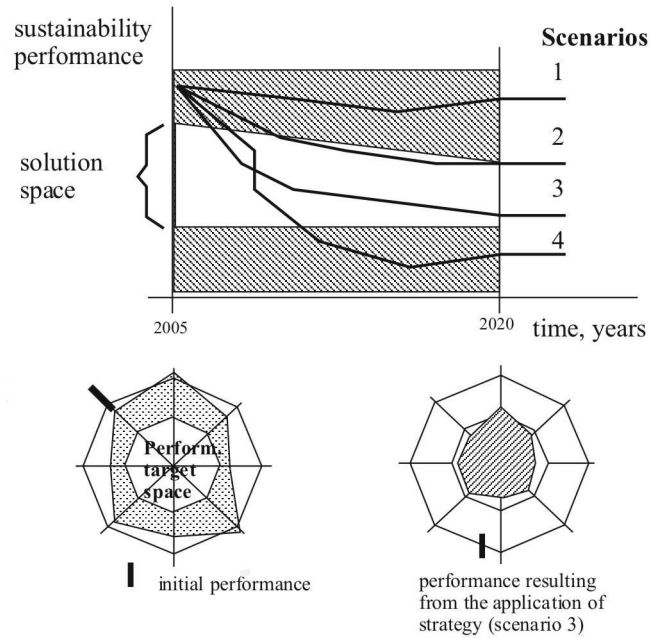 sustainability
performance
Scenarios
1
2
solution
space
3
4
2005
2020
time, years
Perform.
target
space
initial performance
performance resulting
from the application of
strategy (scenario 3)